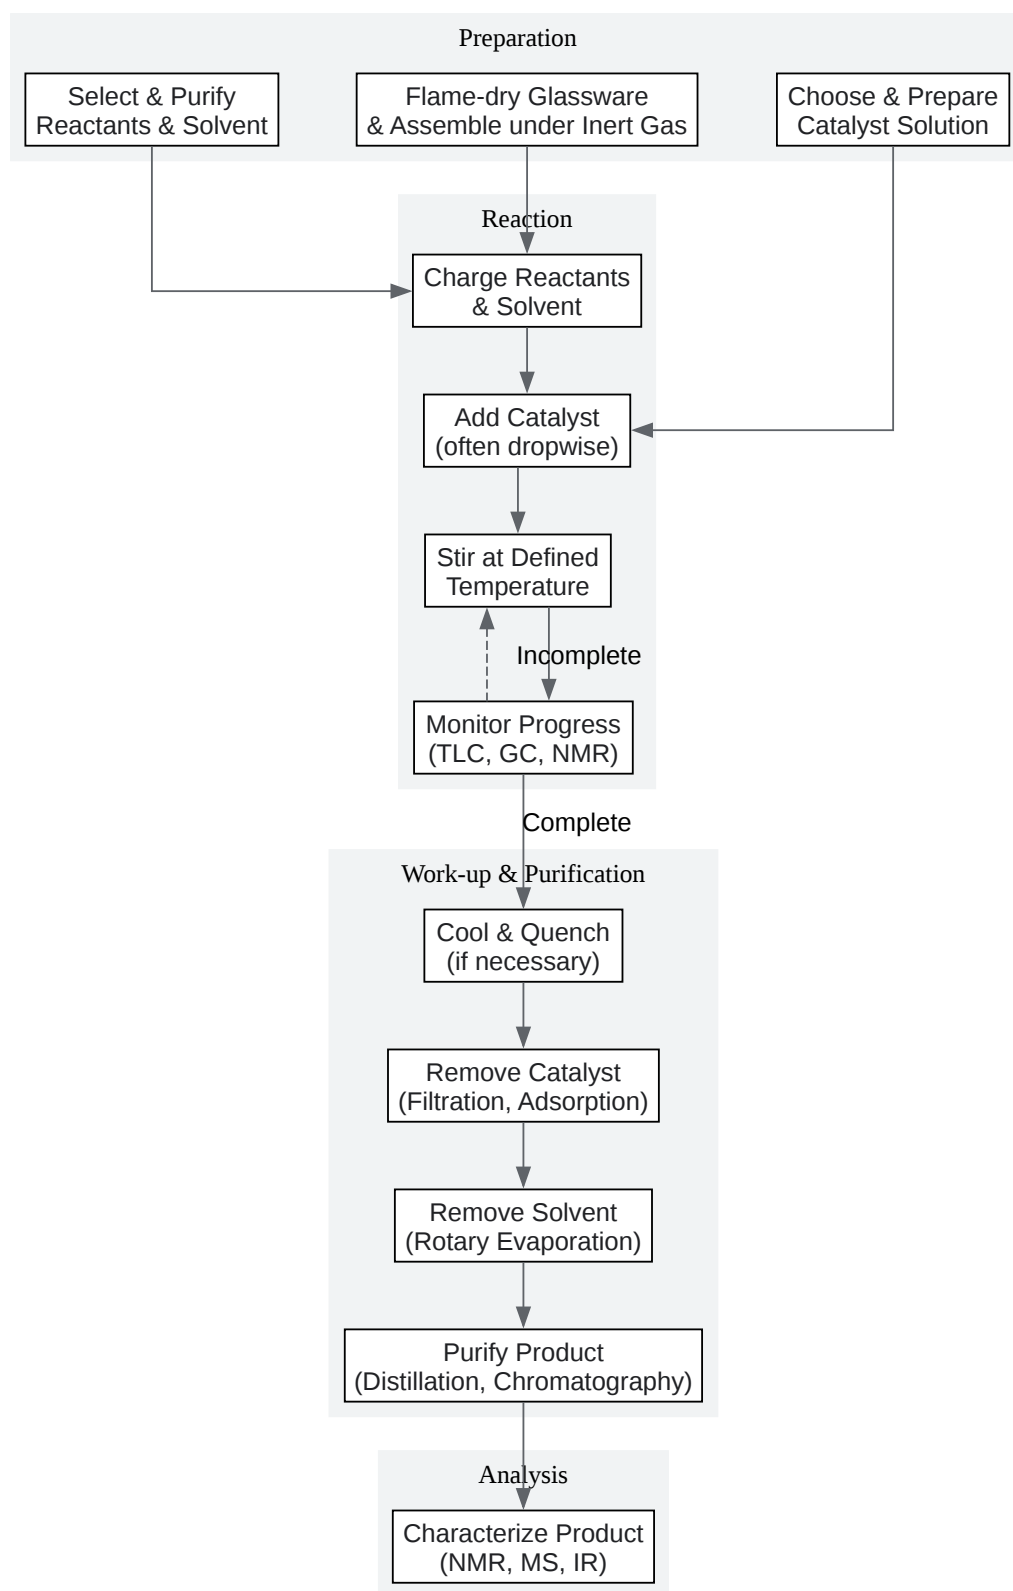 Preparation
Select & Purify
Reactants & Solvent
Flame-dry Glassware
& Assemble under Inert Gas
Choose & Prepare
Catalyst Solution
Reaction
Charge Reactants
& Solvent
Add Catalyst
(often dropwise)
Stir at Defined
Temperature
Incomplete
Monitor Progress
(TLC, GC, NMR)
Complete
Work-up & Purification
Cool & Quench
(if necessary)
Remove Catalyst
(Filtration, Adsorption)
Remove Solvent
(Rotary Evaporation)
Purify Product
(Distillation, Chromatography)
Analysis
Characterize Product
(NMR, MS, IR)